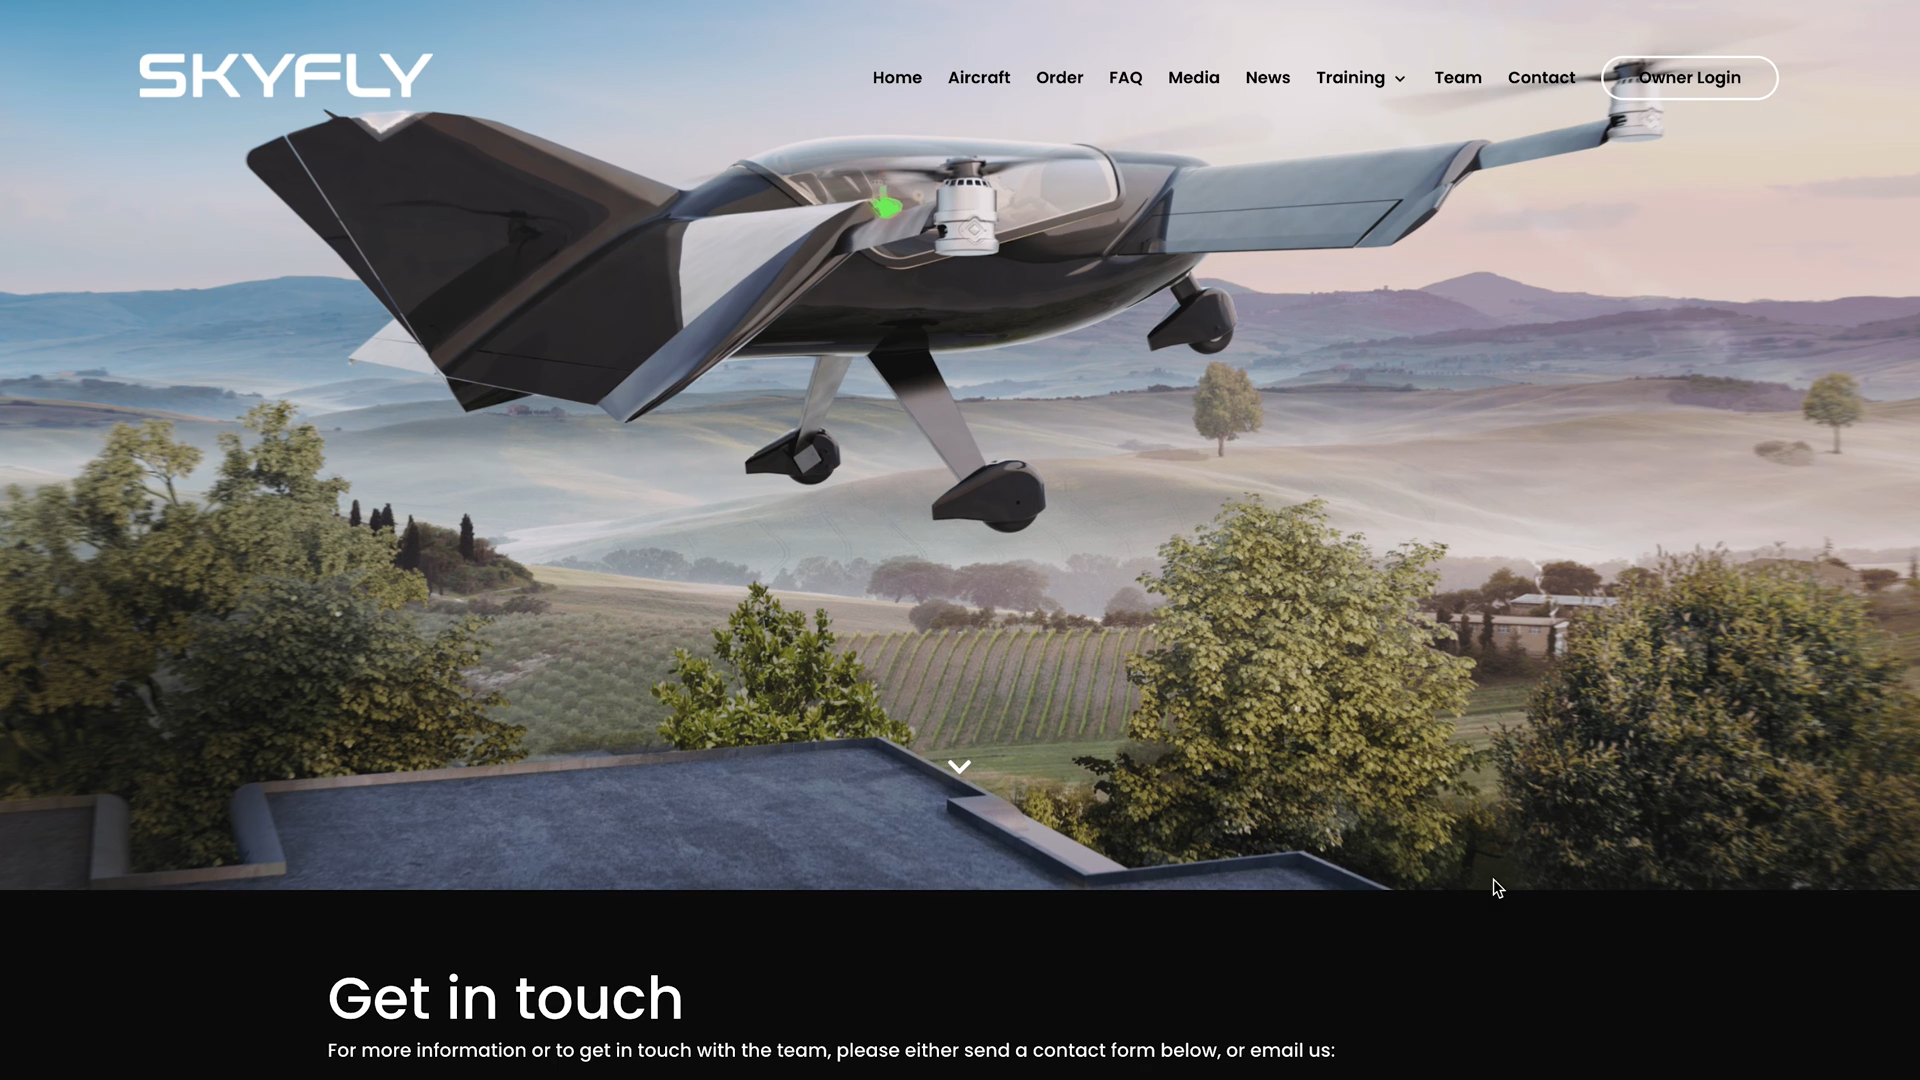 SKYFLY
Home Aircraft Order FAQ Media News Training Team Contact Owner Login
Get in touch
For more information or to get in touch with the team, please either send a contact form below, or email us: